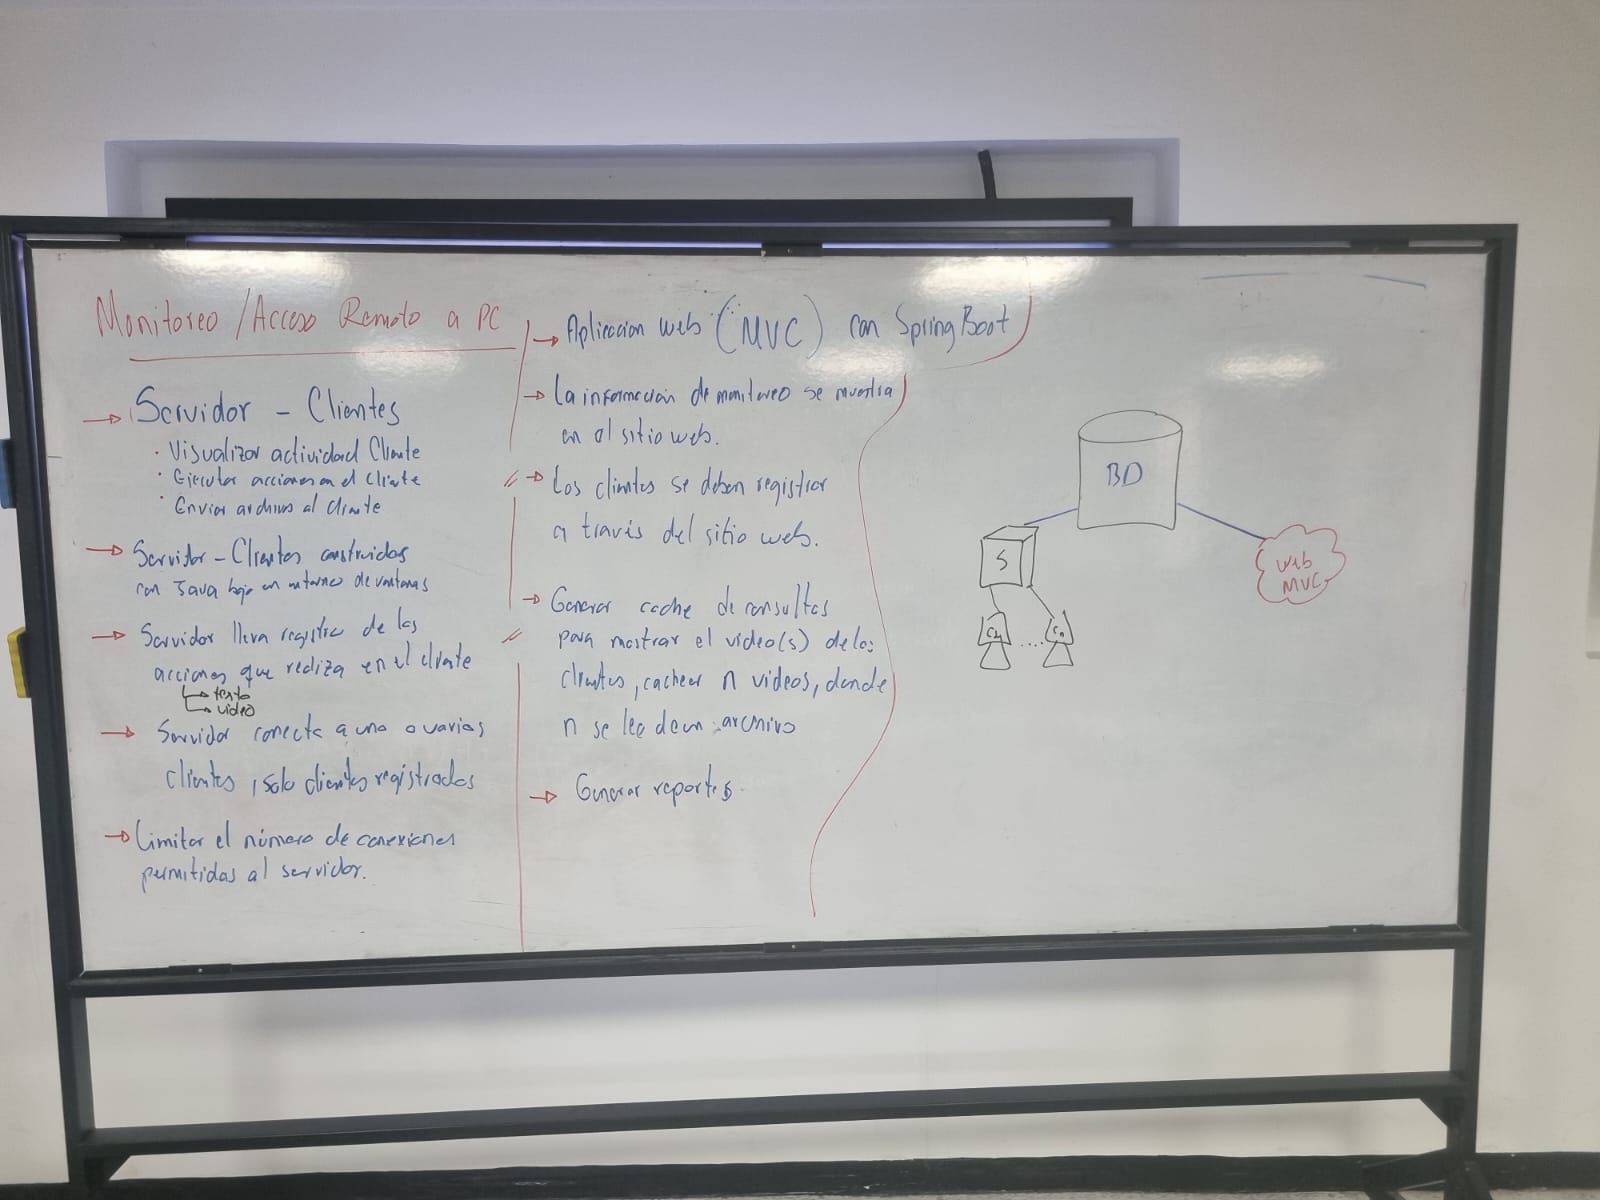 Monitoreo / Acceso Remoto a PC
→ Servidor - Clientes
· Visualizar actividad Cliente
· Ejecutar acciones en el cliente
· Enviar archivos al cliente
→ Servidor - Clientes construidos
con Java bajo un entorno de ventanas
→ Servidor lleva registro de las
acciones que realiza en el cliente
↳ texto
↳ video
→ Servidor conecta a uno o varios
clientes, solo clientes registrados
→ Limitar el número de conexiones
permitidas al servidor.
→ Aplicacion web (MVC) con SpringBoot
→ La información de monitoreo se muestra
en el sitio web.
→ Los clientes se deben registrar
a través del sitio web.
→ Generar cache de consultas
para mostrar el video(s) de los
clientes, cachear n videos, donde
n se lee de un archivo
→ Generar reportes
BD
S
web
MVC
....
Cn